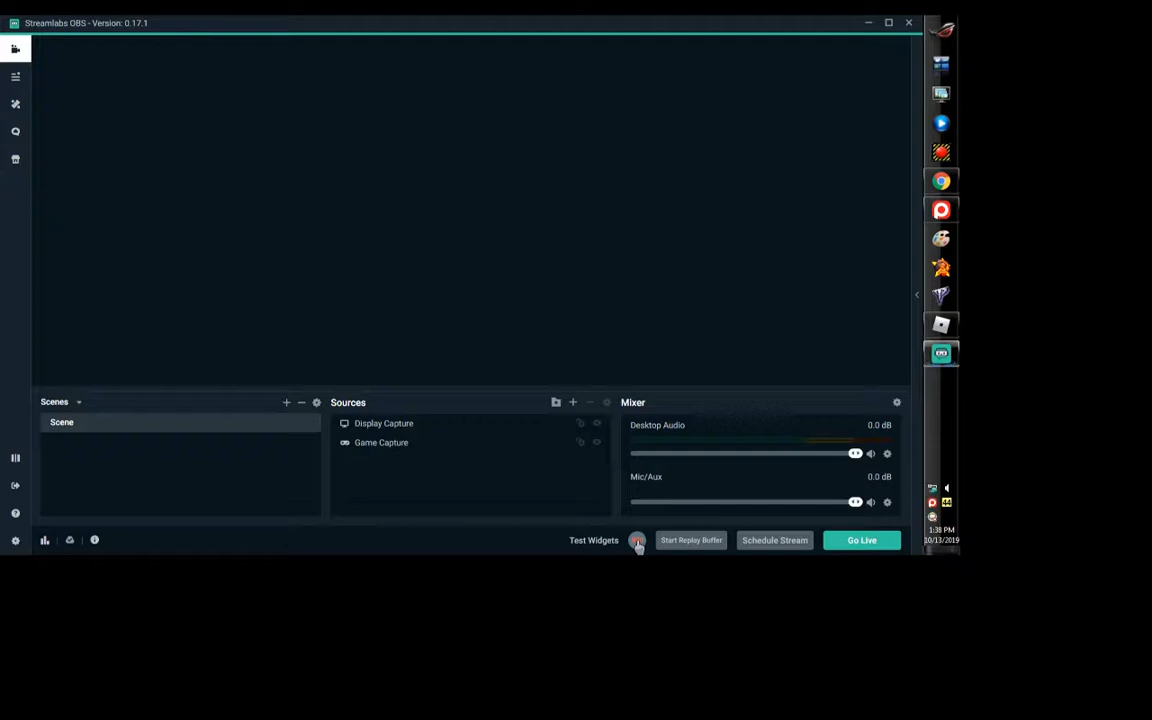 Streamlabs OBS - Version: 0.17.1
Scenes
Sources
Mixer
Scene
Display Capture
Game Capture
Desktop Audio
0.0 dB
Mic/Aux
0.0 dB
Test Widgets
Start Replay Buffer
Schedule Stream
Go Live
44
1:38 PM
10/13/2019